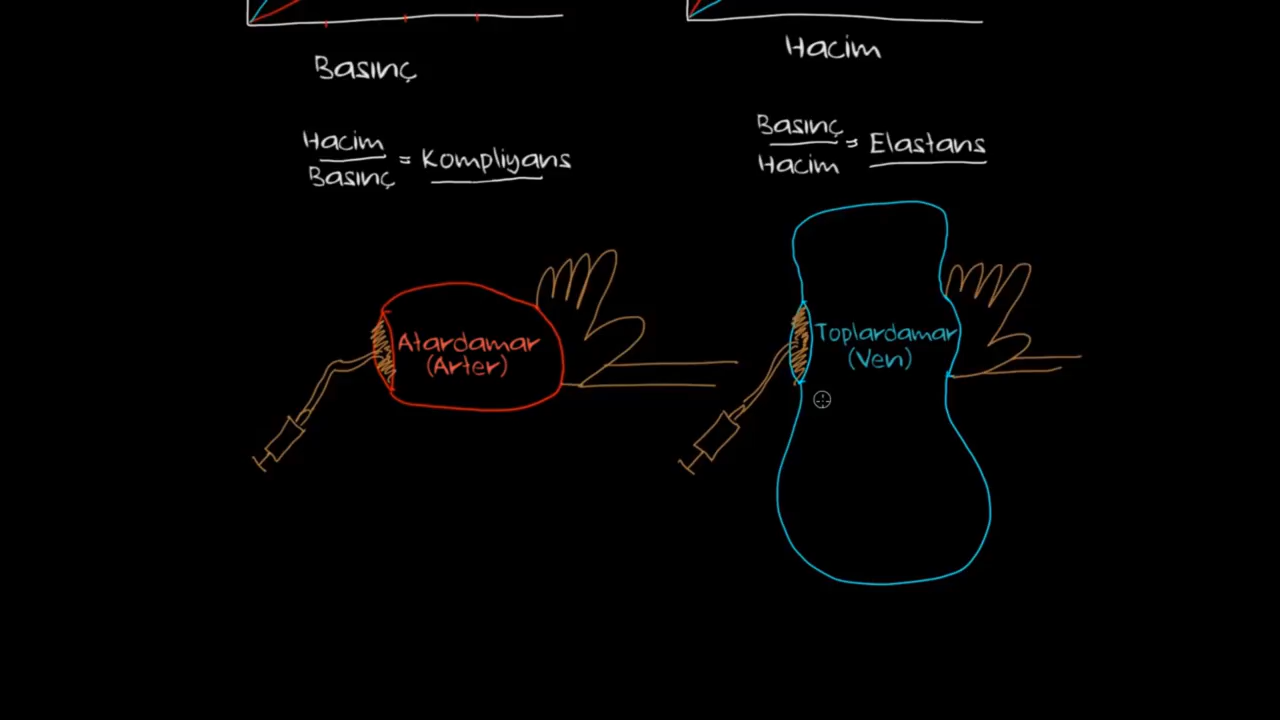 Basınç
Hacim
Hacim
Basınç
= Kompliyans
Basınç
Hacim
= Elastans
Atardamar
(Arter)
Toplardamar
(Ven)